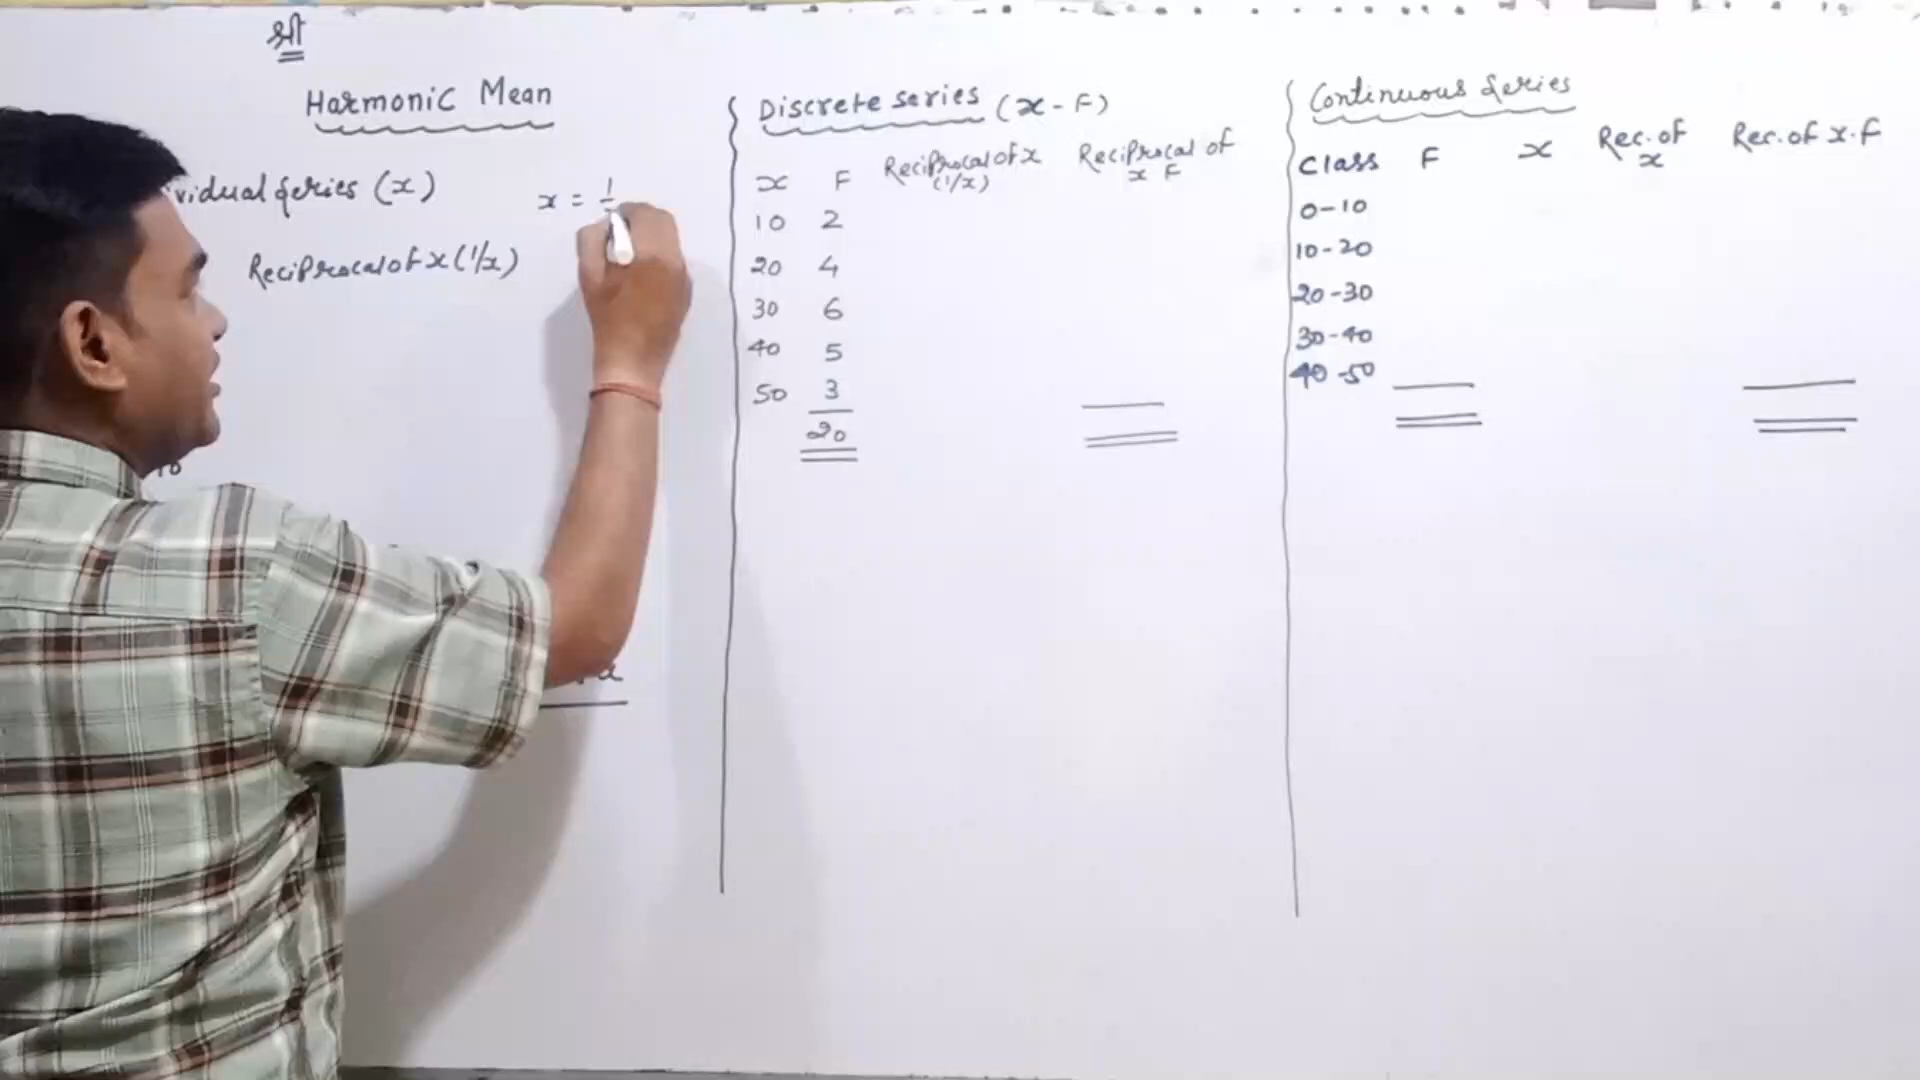 श्री
Harmonic Mean
vidual Series (x)
x = 1
Reciprocal of x (1/x)
10
Discrete series (x - F)
x F Reciprocal of x (1/x) Reciprocal of x F
10 2
20 4
30 6
40 5
50 3
20
Continuous Series
Class F x Rec. of x Rec. of x.F
0-10
10-20
20-30
30-40
40-50